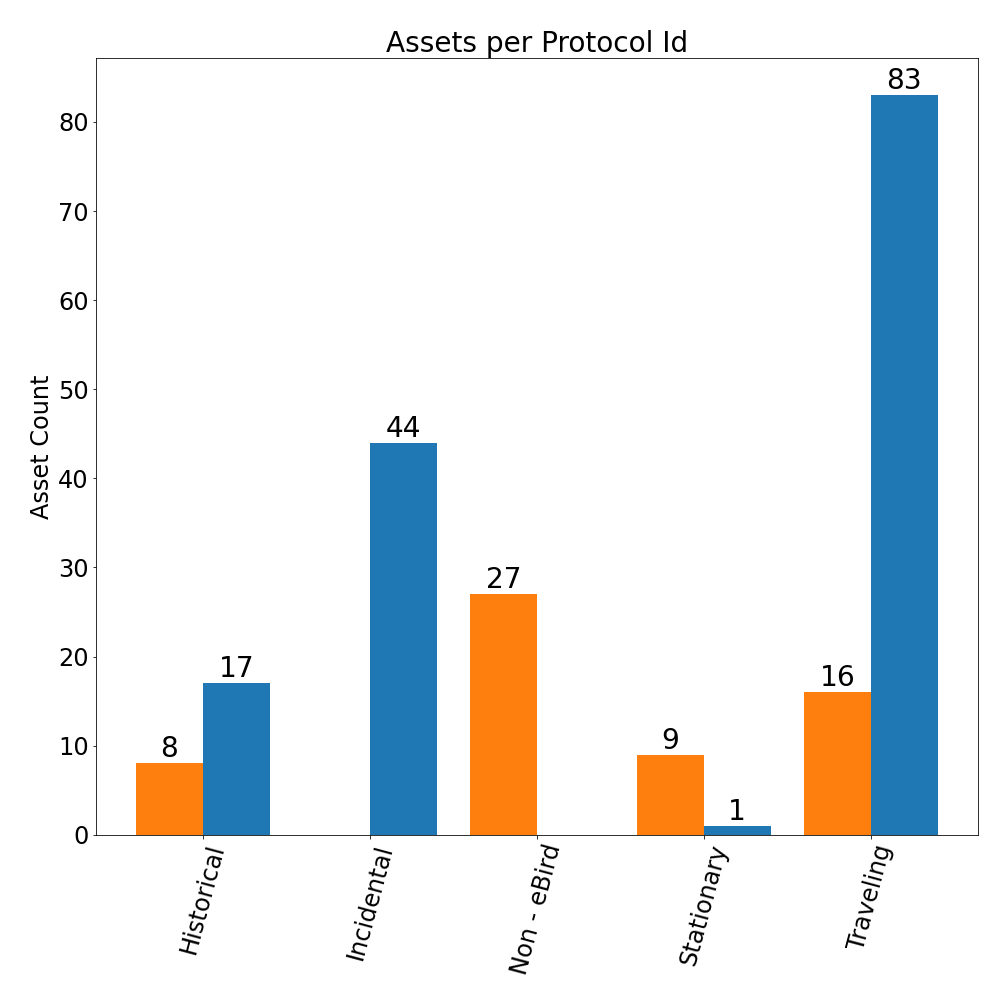 Assets per Protocol Id
Asset Count
80
70
60
50
40
30
20
10
0
8
17
44
27
9
1
16
83
Historical
Incidental
Non - eBird
Stationary
Traveling